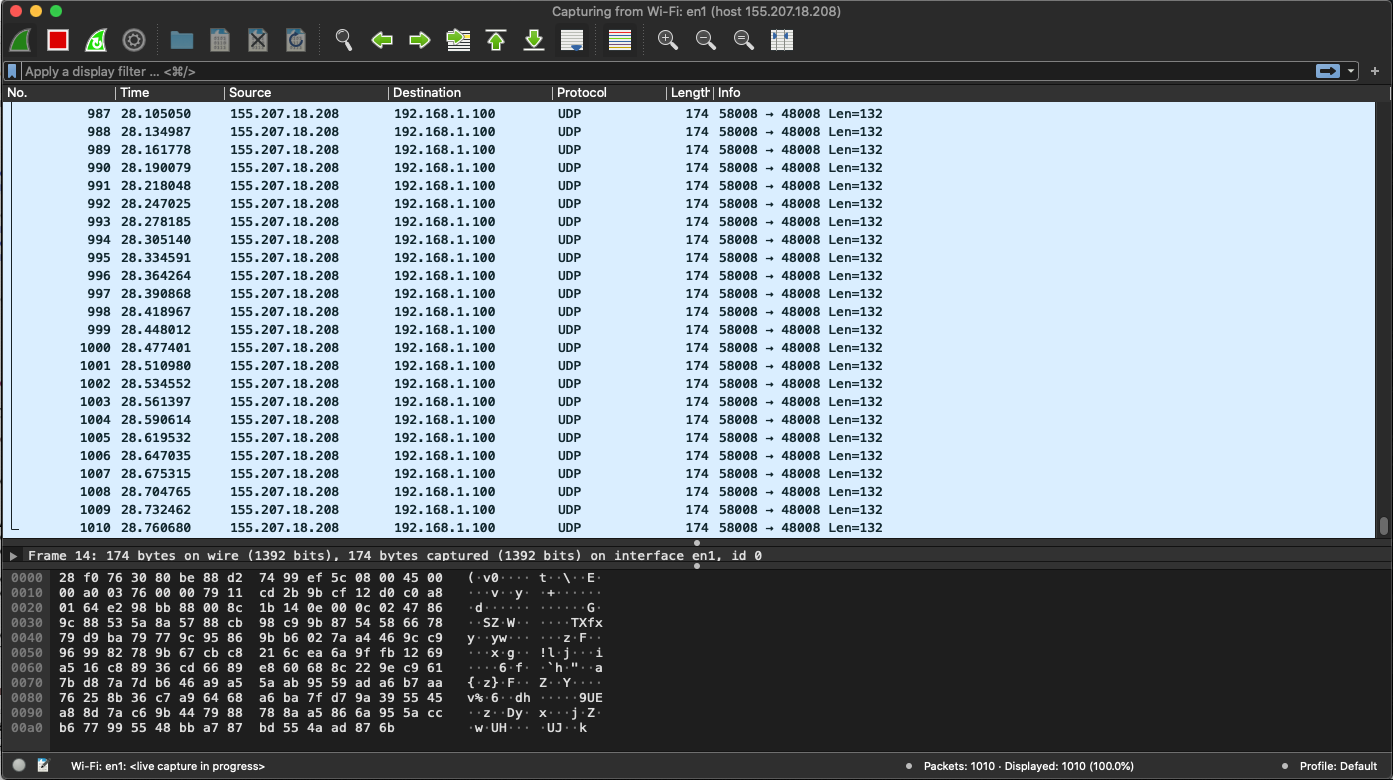 Capturing from Wi-Fi: en1 (host 155.207.18.208)
Apply a display filter ... <⌘/>
No. Time Source Destination Protocol Length Info
987 28.105050 155.207.18.208 192.168.1.100 UDP 174 58008 → 48008 Len=132
988 28.134987 155.207.18.208 192.168.1.100 UDP 174 58008 → 48008 Len=132
989 28.161778 155.207.18.208 192.168.1.100 UDP 174 58008 → 48008 Len=132
990 28.190079 155.207.18.208 192.168.1.100 UDP 174 58008 → 48008 Len=132
991 28.218048 155.207.18.208 192.168.1.100 UDP 174 58008 → 48008 Len=132
992 28.247025 155.207.18.208 192.168.1.100 UDP 174 58008 → 48008 Len=132
993 28.278185 155.207.18.208 192.168.1.100 UDP 174 58008 → 48008 Len=132
994 28.305140 155.207.18.208 192.168.1.100 UDP 174 58008 → 48008 Len=132
995 28.334591 155.207.18.208 192.168.1.100 UDP 174 58008 → 48008 Len=132
996 28.364264 155.207.18.208 192.168.1.100 UDP 174 58008 → 48008 Len=132
997 28.390868 155.207.18.208 192.168.1.100 UDP 174 58008 → 48008 Len=132
998 28.418967 155.207.18.208 192.168.1.100 UDP 174 58008 → 48008 Len=132
999 28.448012 155.207.18.208 192.168.1.100 UDP 174 58008 → 48008 Len=132
1000 28.477401 155.207.18.208 192.168.1.100 UDP 174 58008 → 48008 Len=132
1001 28.510980 155.207.18.208 192.168.1.100 UDP 174 58008 → 48008 Len=132
1002 28.534552 155.207.18.208 192.168.1.100 UDP 174 58008 → 48008 Len=132
1003 28.561397 155.207.18.208 192.168.1.100 UDP 174 58008 → 48008 Len=132
1004 28.590614 155.207.18.208 192.168.1.100 UDP 174 58008 → 48008 Len=132
1005 28.619532 155.207.18.208 192.168.1.100 UDP 174 58008 → 48008 Len=132
1006 28.647035 155.207.18.208 192.168.1.100 UDP 174 58008 → 48008 Len=132
1007 28.675315 155.207.18.208 192.168.1.100 UDP 174 58008 → 48008 Len=132
1008 28.704765 155.207.18.208 192.168.1.100 UDP 174 58008 → 48008 Len=132
1009 28.732462 155.207.18.208 192.168.1.100 UDP 174 58008 → 48008 Len=132
1010 28.760680 155.207.18.208 192.168.1.100 UDP 174 58008 → 48008 Len=132
Frame 14: 174 bytes on wire (1392 bits), 174 bytes captured (1392 bits) on interface en1, id 0
0000 28 f0 76 30 80 be 88 d2 74 99 ef 5c 08 00 45 00 (·v0···· t··\··E·
0010 00 a0 03 76 00 00 79 11 cd 2b 9b cf 12 d0 c0 a8 ···v··y· ·+······
0020 01 64 e2 98 bb 88 00 8c 1b 14 0e 00 0c 02 47 86 ·d······ ······G·
0030 9c 88 53 5a 8a 57 88 cb 98 c9 9b 87 54 58 66 78 ··SZ·W·· ····TXfx
0040 79 d9 ba 79 77 9c 95 86 9b b6 02 7a a4 46 9c c9 y··yw··· ···z·F··
0050 96 99 82 78 9b 67 cb c8 21 6c ea 6a 9f fb 12 69 ···x·g·· !l·j···i
0060 a5 16 c8 89 36 cd 66 89 e8 60 68 8c 22 9e c9 61 ····6·f· ·`h·"··a
0070 7b d8 7a 7d b6 46 a9 a5 5a ab 95 59 ad a6 b7 aa {·z}·F·· Z··Y····
0080 76 25 8b 36 c7 a9 64 68 a6 ba 7f d7 9a 39 55 45 v%·6··dh ·····9UE
0090 a8 8d 7a c6 9b 44 79 88 78 8a a5 86 6a 95 5a cc ··z··Dy· x···j·Z·
00a0 b6 77 99 55 48 bb a7 87 bd 55 4a ad 87 6b ·w·UH··· ·UJ··k
Wi-Fi: en1: <live capture in progress> Packets: 1010 · Displayed: 1010 (100.0%) Profile: Default